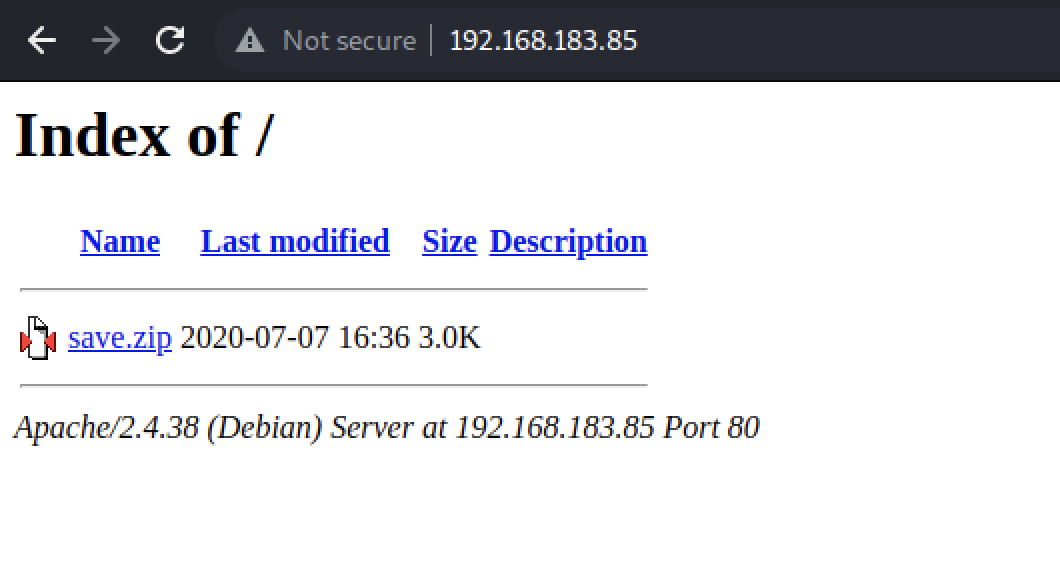 Not secure 192.168.183.85
Index of /
Name Last modified Size Description
save.zip 2020-07-07 16:36 3.0K
Apache/2.4.38 (Debian) Server at 192.168.183.85 Port 80